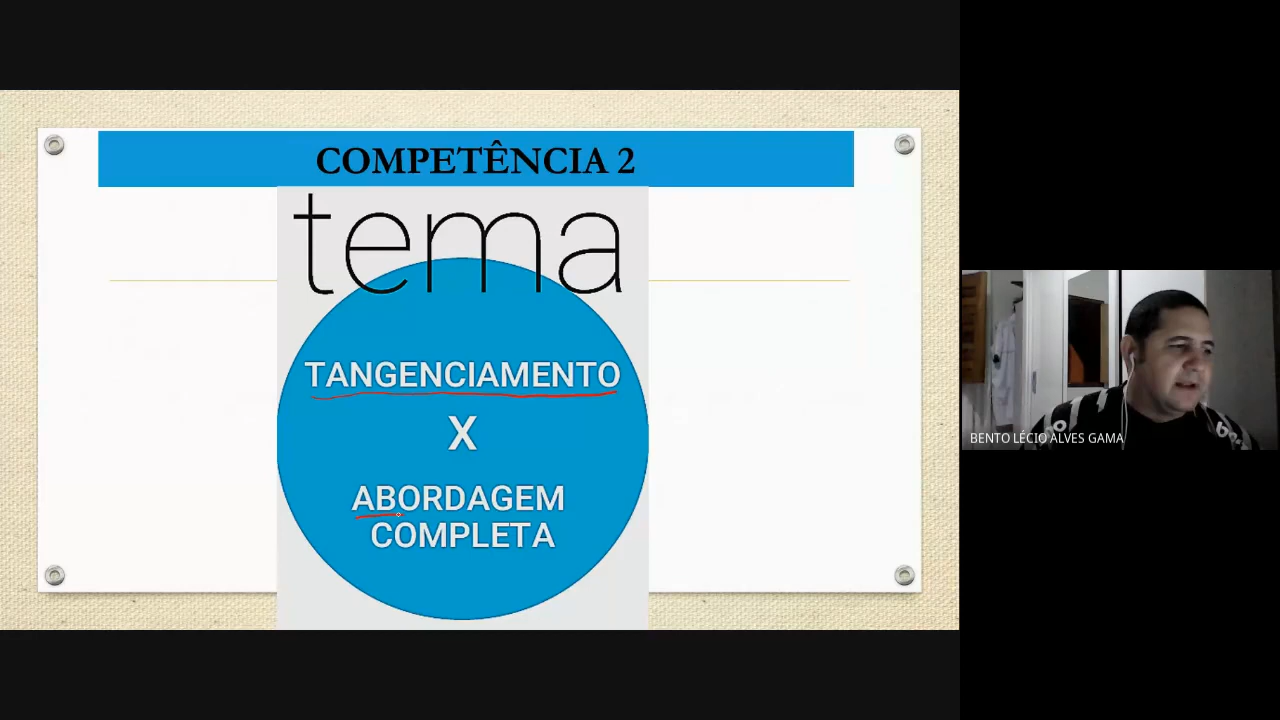 COMPETÊNCIA 2
tema
TANGENCIAMENTO
X
ABORDAGEM
COMPLETA
BENTO LÉCIO ALVES GAMA